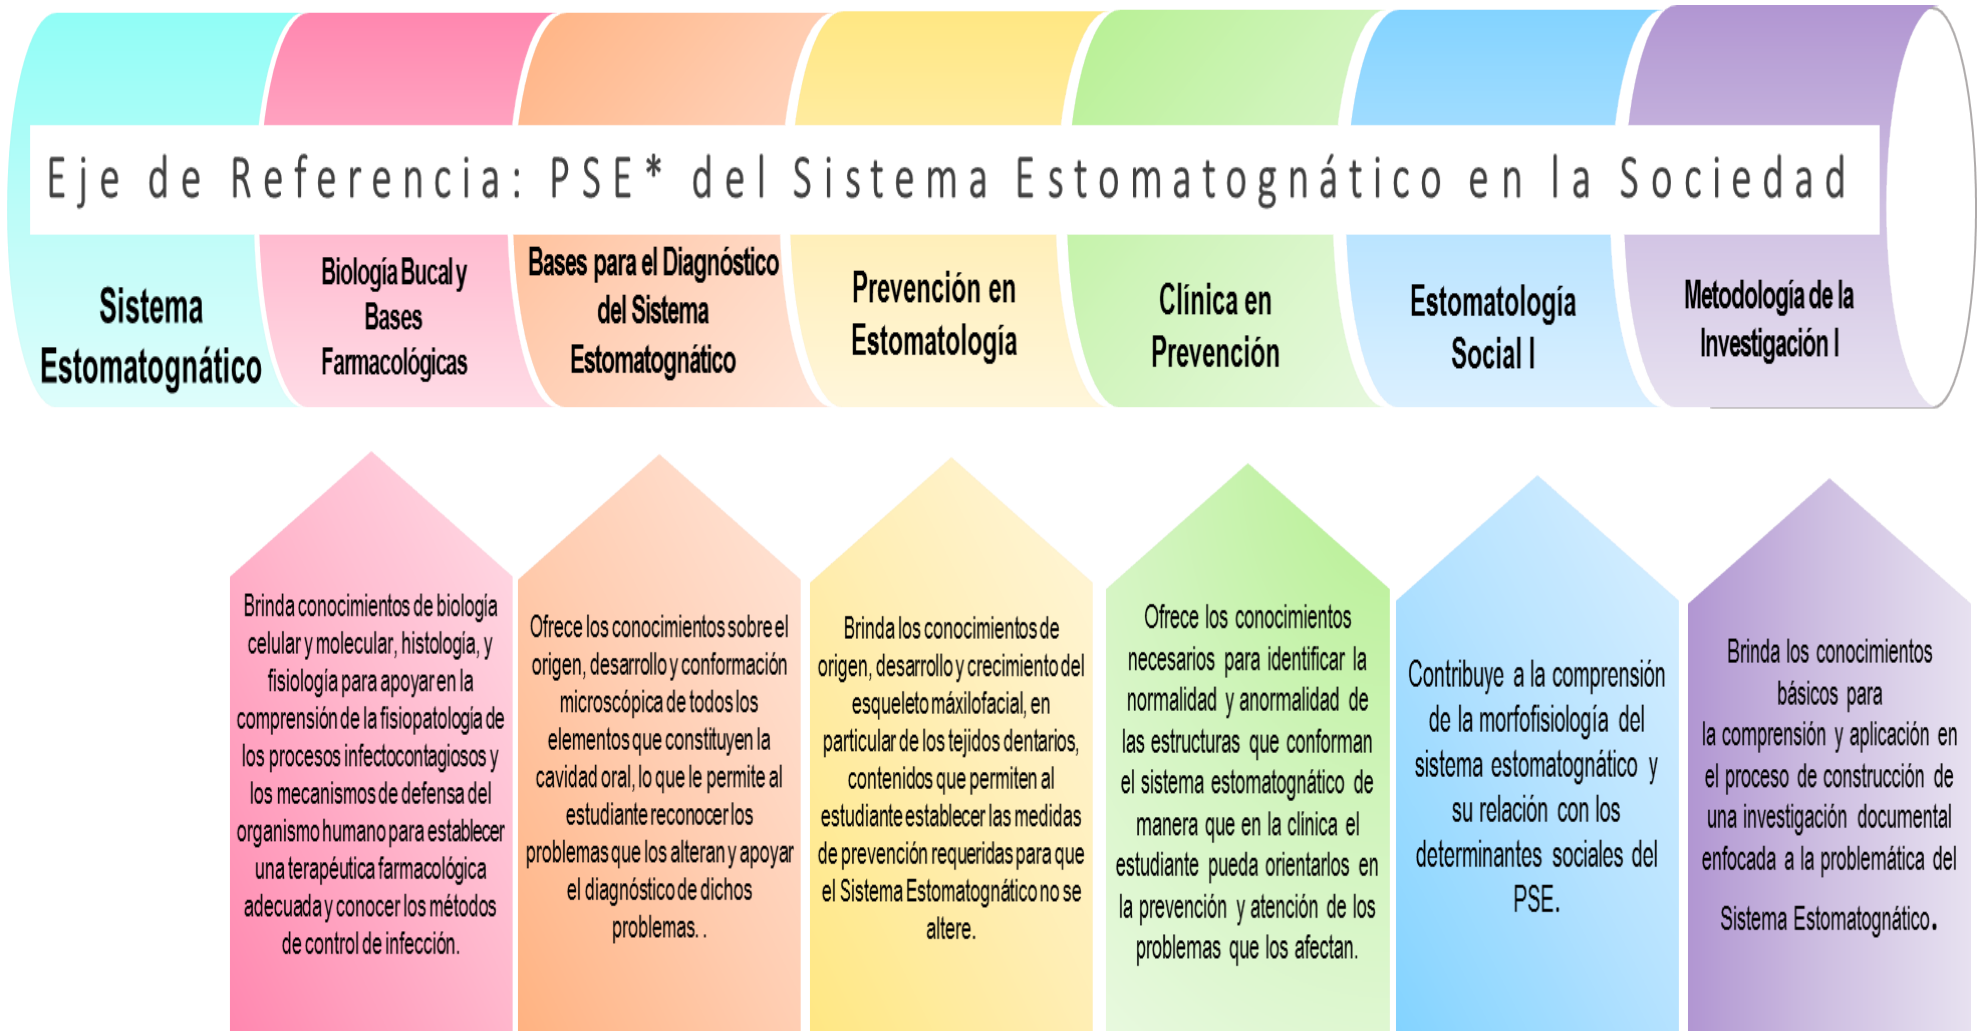 Eje de Referencia: PSE* del Sistema Estomatognático en la Sociedad
Sistema
Estomatognático
Biología Bucal y
Bases
Farmacológicas
Bases para el Diagnóstico
del Sistema
Estomatognático
Prevención en
Estomatología
Clínica en
Prevención
Estomatología
Social I
Metodología de la
Investigación I
Brinda conocimientos de biología
celular y molecular, histología, y
fisiología para apoyar en la
comprensión de la fisiopatología de
los procesos infectocontagiosos y
los mecanismos de defensa del
organismo humano para establecer
una terapéutica farmacológica
adecuada y conocer los métodos
de control de infección.
Ofrece los conocimientos sobre el
origen, desarrollo y conformación
microscópica de todos los
elementos que constituyen la
cavidad oral, lo que le permite al
estudiante reconocer los
problemas que los alteran y apoyar
el diagnóstico de dichos
problemas. .
Brinda los conocimientos de
origen, desarrollo y crecimiento del
esqueleto máxilofacial, en
particular de los tejidos dentarios,
contenidos que permiten al
estudiante establecer las medidas
de prevención requeridas para que
el Sistema Estomatognático no se
altere.
Ofrece los conocimientos
necesarios para identificar la
normalidad y anormalidad de
las estructuras que conforman
el sistema estomatognático de
manera que en la clínica el
estudiante pueda orientarlos en
la prevención y atención de los
problemas que los afectan.
Contribuye a la comprensión
de la morfofisiología del
sistema estomatognático y
su relación con los
determinantes sociales del
PSE.
Brinda los conocimientos
básicos para
la comprensión y aplicación en
el proceso de construcción de
una investigación documental
enfocada a la problemática del
Sistema Estomatognático.